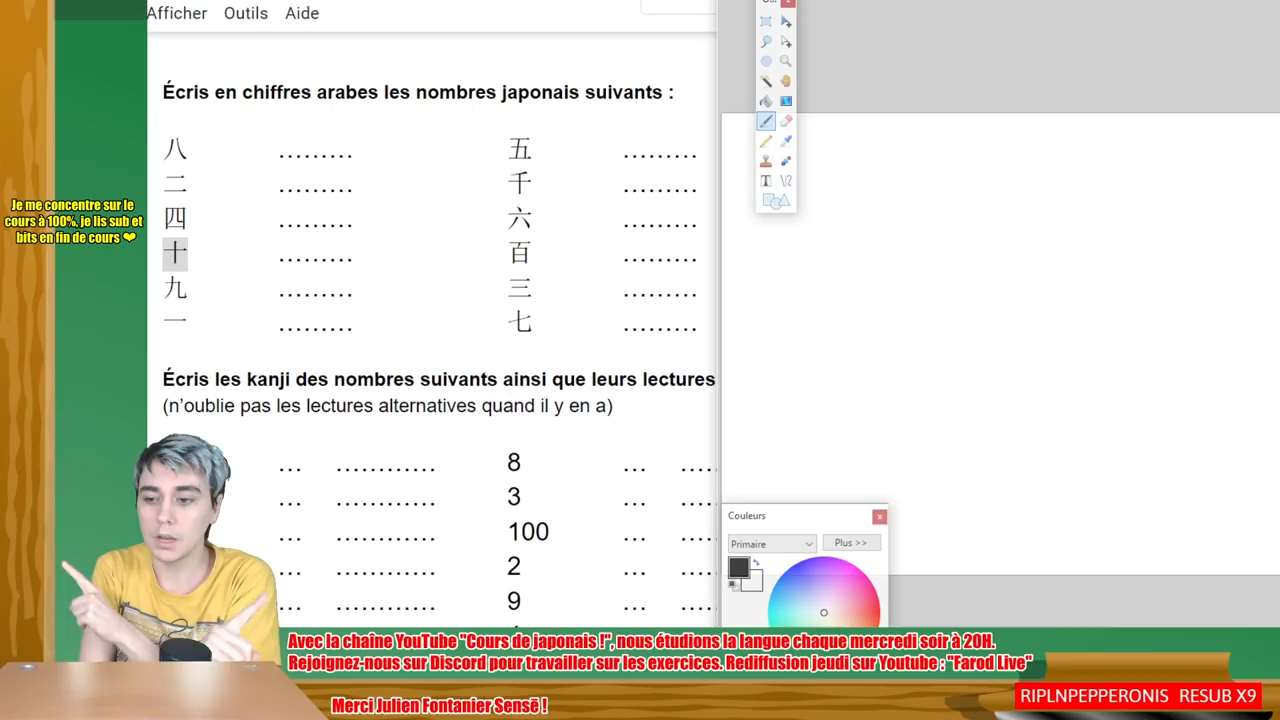 Afficher Outils Aide
Écris en chiffres arabes les nombres japonais suivants :
八 ......... 五 .........
二 ......... 千 .........
四 ......... 六 .........
十 ......... 百 .........
九 ......... 三 .........
一 ......... 七 .........
Je me concentre sur le
cours à 100%, je lis sub et
bits en fin de cours ❤
Écris les kanji des nombres suivants ainsi que leurs lectures
(n’oublie pas les lectures alternatives quand il y en a)
... ............ 8 ... .....
... ............ 3 ... .....
... ............ 100 ... .....
... ............ 2 ... .....
... ............ 9 ... .....
Couleurs
Primaire
Plus >>
Avec la chaîne YouTube "Cours de japonais !", nous étudions la langue chaque mercredi soir à 20H.
Rejoignez-nous sur Discord pour travailler sur les exercices. Rediffusion jeudi sur Youtube : "Farod Live"
Merci Julien Fontanier Sensē !
RIPLNPEPPERONIS RESUB X9